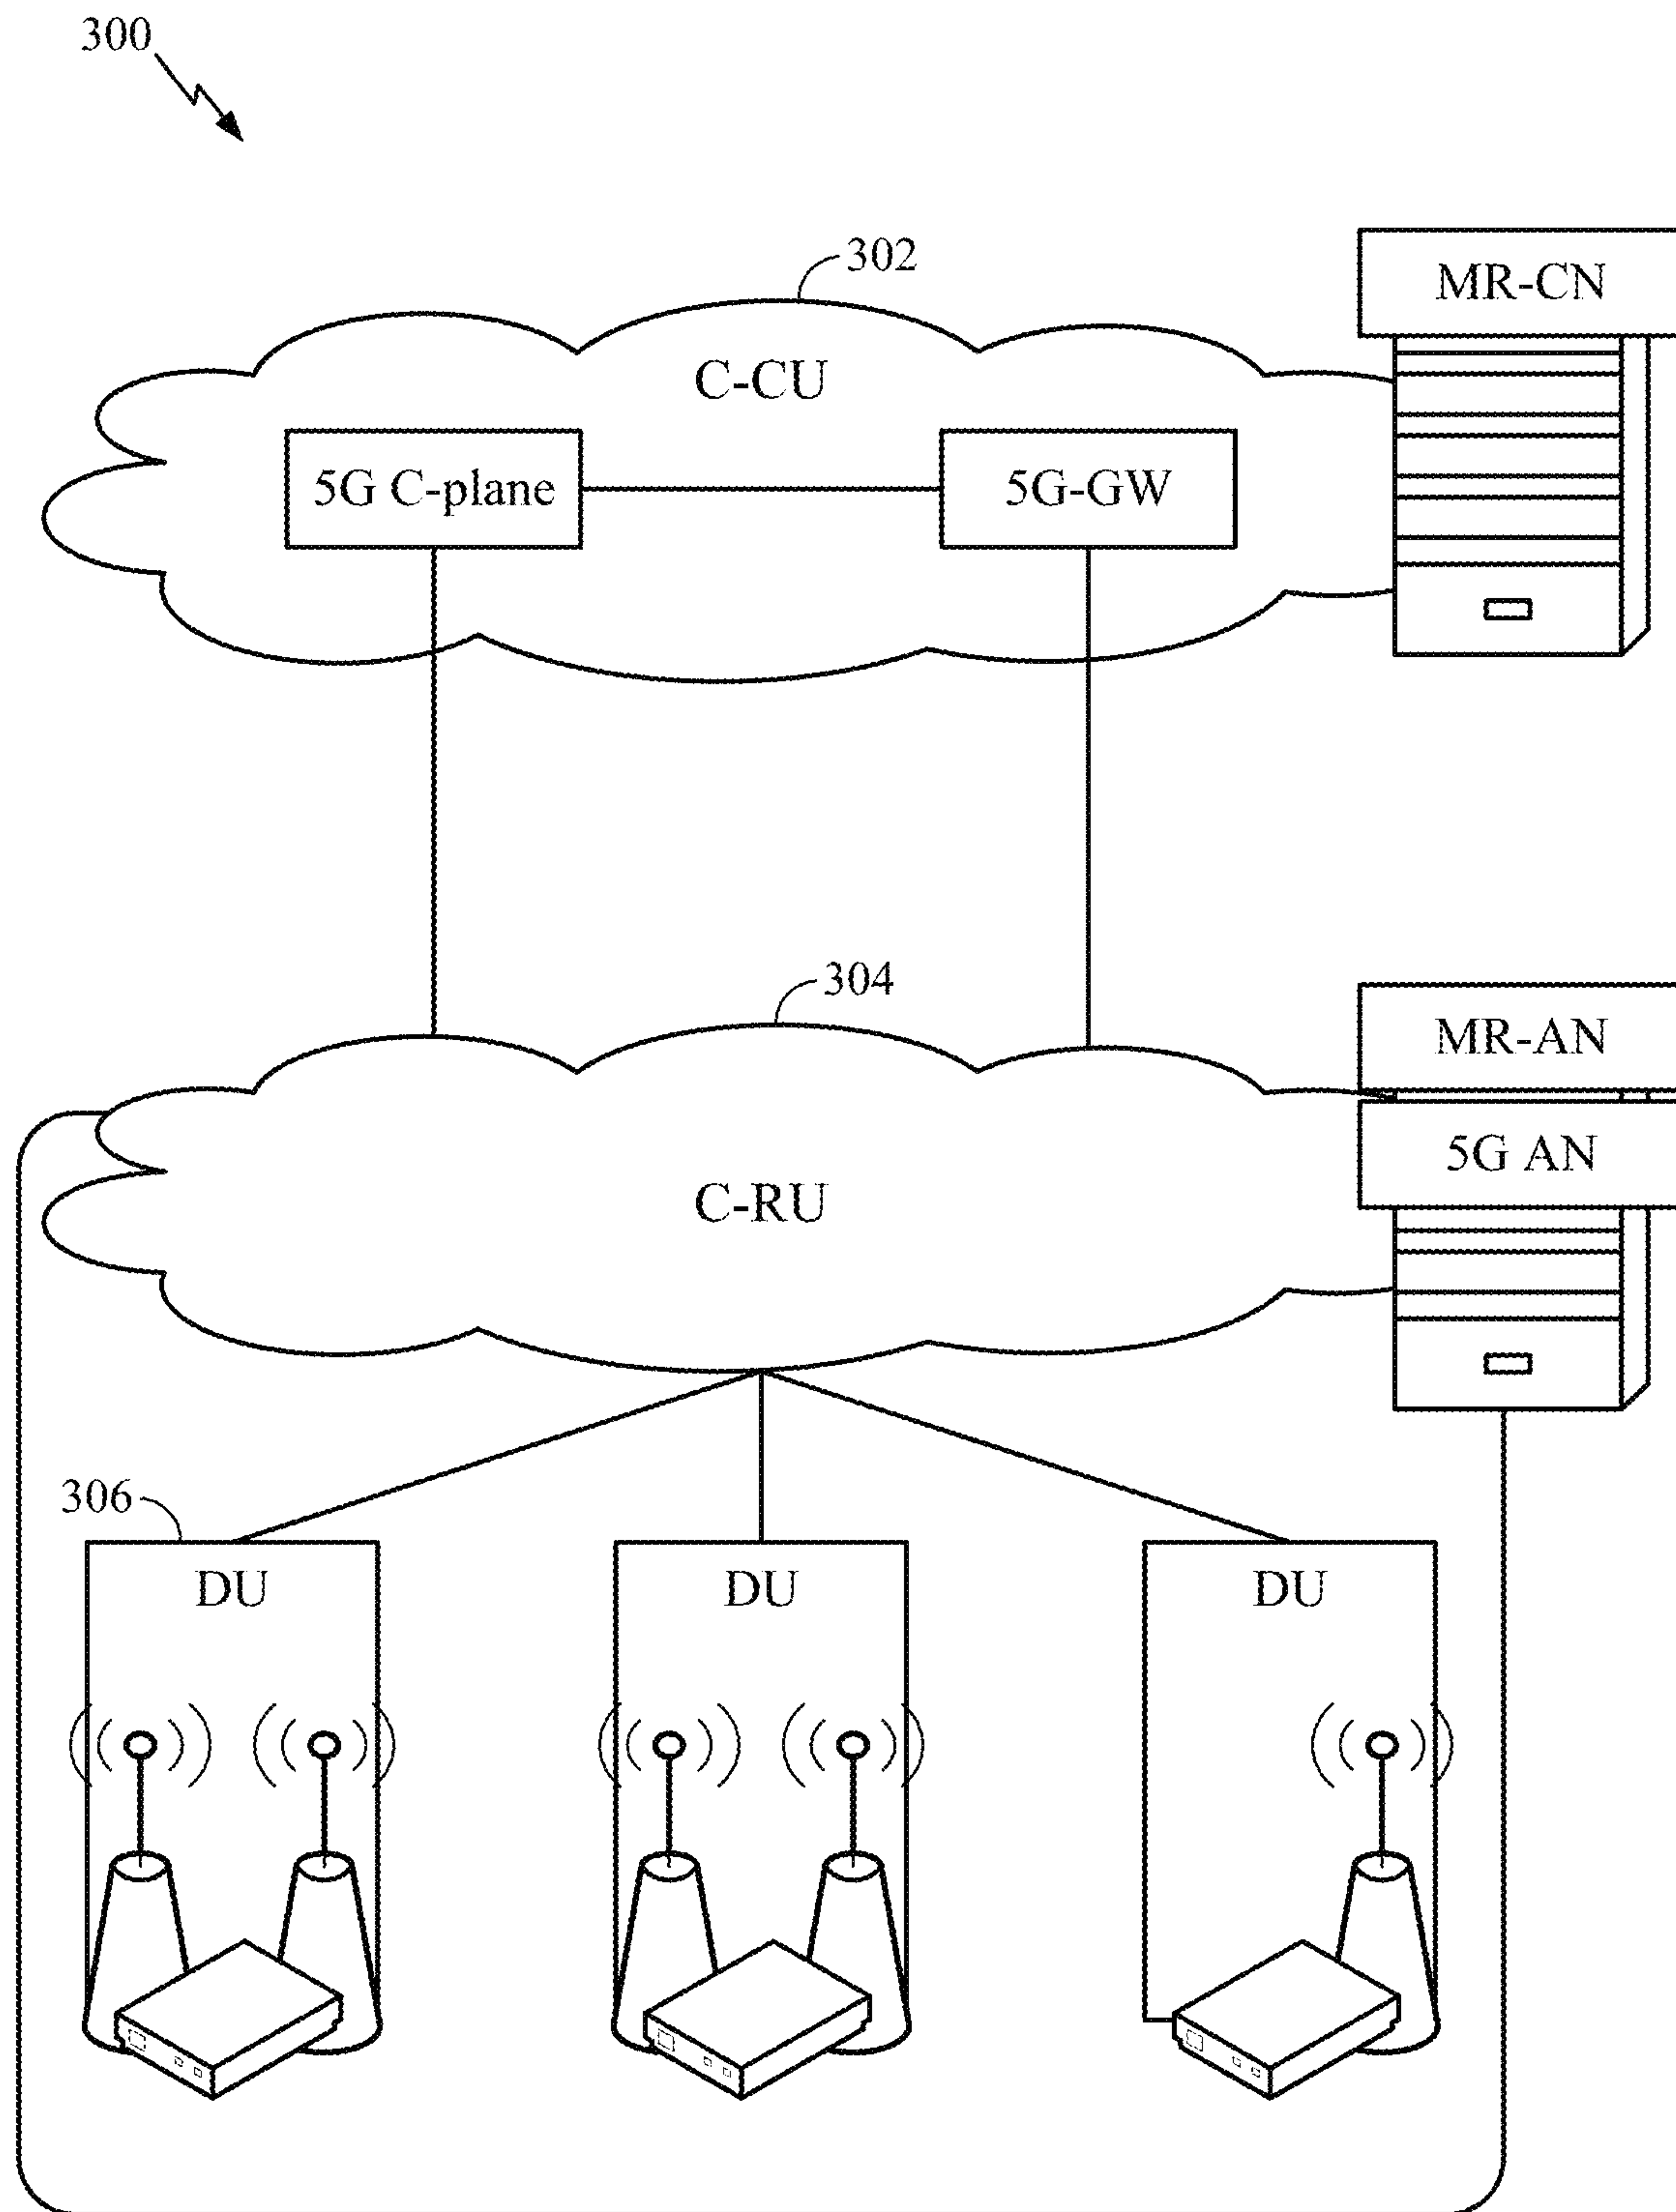 300
302
MR-CN
C-CU
5G C-plane
5G-GW
304
MR-AN
5G AN
C-RU
306
DU
DU
DU